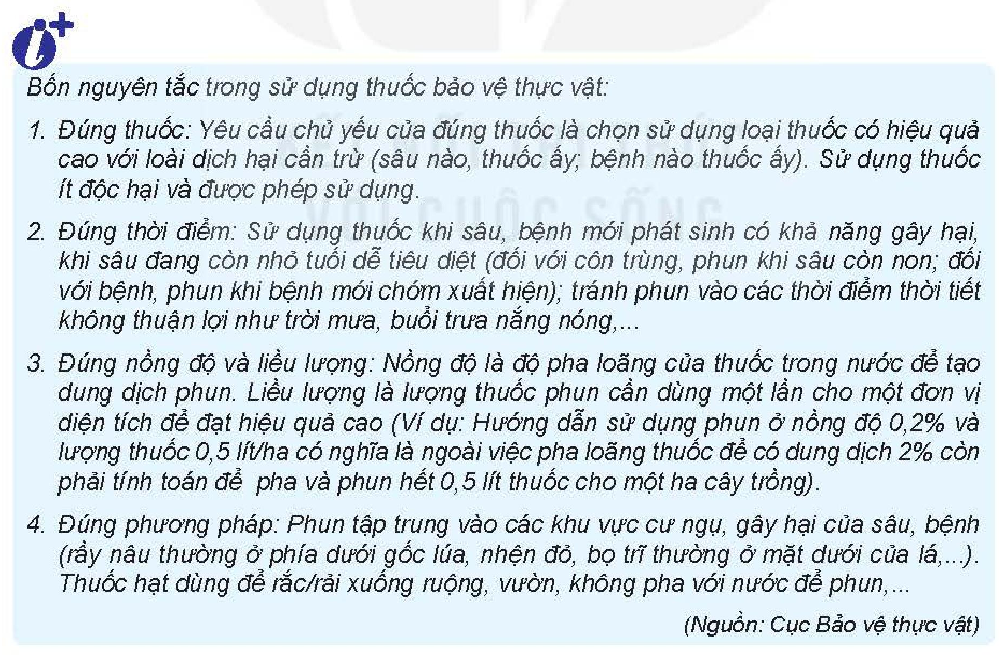 i+
Bốn nguyên tắc trong sử dụng thuốc bảo vệ thực vật:
1. Đúng thuốc: Yêu cầu chủ yếu của đúng thuốc là chọn sử dụng loại thuốc có hiệu quả
cao với loài dịch hại cần trừ (sâu nào, thuốc ấy; bệnh nào thuốc ấy). Sử dụng thuốc
ít độc hại và được phép sử dụng.
2. Đúng thời điểm: Sử dụng thuốc khi sâu, bệnh mới phát sinh có khả năng gây hại,
khi sâu đang còn nhỏ tuổi dễ tiêu diệt (đối với côn trùng, phun khi sâu còn non; đối
với bệnh, phun khi bệnh mới chớm xuất hiện); tránh phun vào các thời điểm thời tiết
không thuận lợi như trời mưa, buổi trưa nắng nóng,...
3. Đúng nồng độ và liều lượng: Nồng độ là độ pha loãng của thuốc trong nước để tạo
dung dịch phun. Liều lượng là lượng thuốc phun cần dùng một lần cho một đơn vị
diện tích để đạt hiệu quả cao (Ví dụ: Hướng dẫn sử dụng phun ở nồng độ 0,2% và
lượng thuốc 0,5 lít/ha có nghĩa là ngoài việc pha loãng thuốc để có dung dịch 2% còn
phải tính toán để pha và phun hết 0,5 lít thuốc cho một ha cây trồng).
4. Đúng phương pháp: Phun tập trung vào các khu vực cư ngụ, gây hại của sâu, bệnh
(rầy nâu thường ở phía dưới gốc lúa, nhện đỏ, bọ trĩ thường ở mặt dưới của lá,...).
Thuốc hạt dùng để rắc/rải xuống ruộng, vườn, không pha với nước để phun,...
(Nguồn: Cục Bảo vệ thực vật)